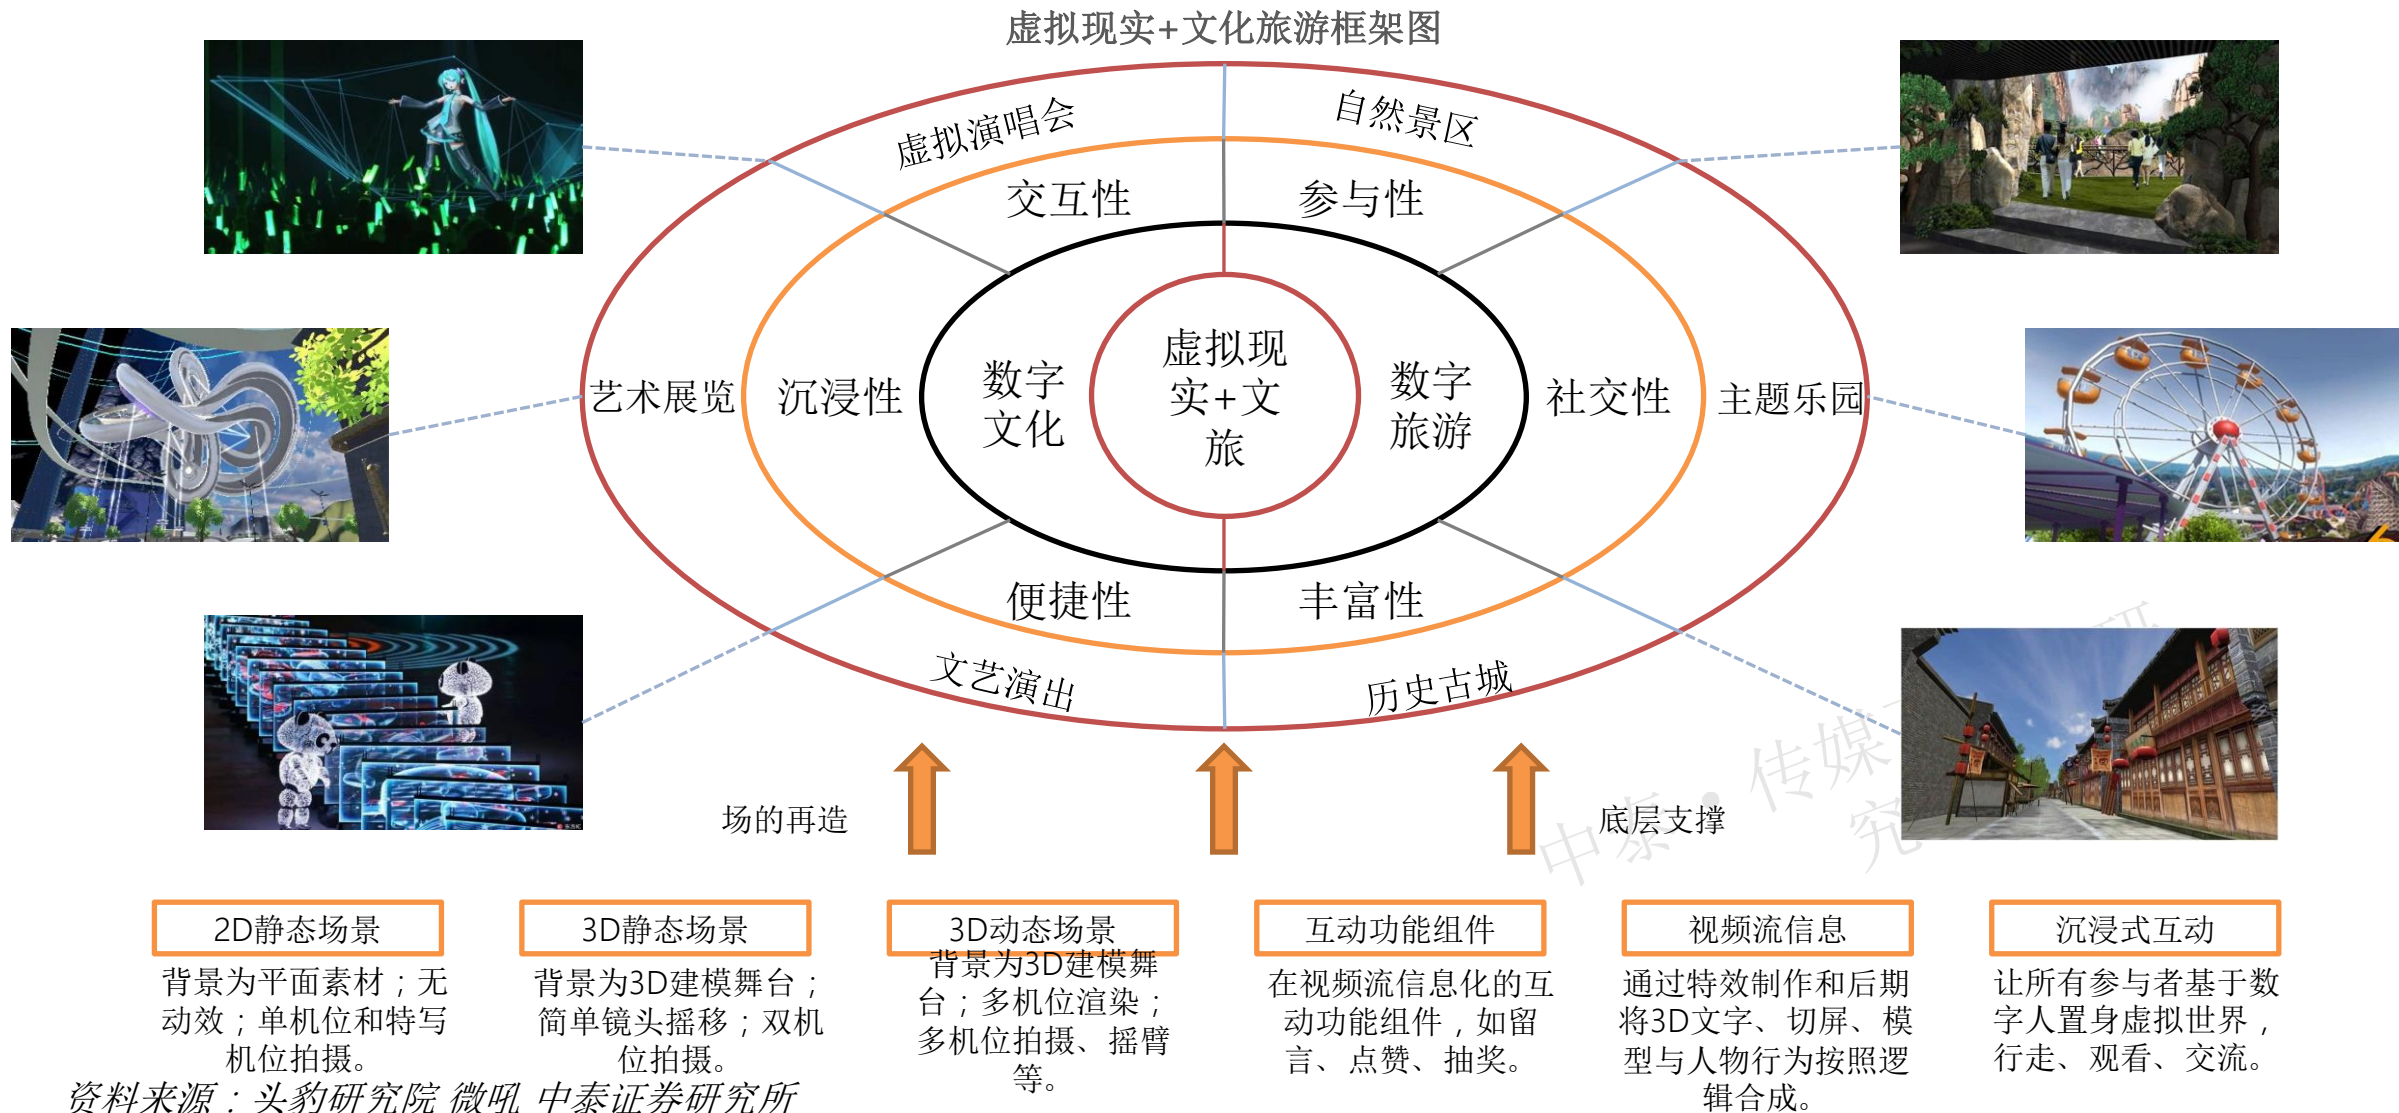 虚拟现实+文化旅游框架图
虚拟演唱会
自然景区
交互性
参与性
艺术展览
沉浸性
数字
文化
虚拟现
实+文
旅
数字
旅游
社交性
主题乐园
便捷性
丰富性
文艺演出
历史古城
场的再造
底层支撑
中泰·传媒
究
2D静态场景
3D静态场景
3D动态场景
互动功能组件
视频流信息
沉浸式互动
背景为平面素材；无
动效；单机位和特写
机位拍摄。
背景为3D建模舞台；
简单镜头摇移；双机
位拍摄。
背景为3D建模舞
台；多机位渲染；
多机位拍摄、摇臂
等。
在视频流信息化的互
动功能组件，如留
言、点赞、抽奖。
通过特效制作和后期
将3D文字、切屏、模
型与人物行为按照逻
辑合成。
让所有参与者基于数
字人置身虚拟世界，
行走、观看、交流。
资料来源：头豹研究院 微吼 中泰证券研究所